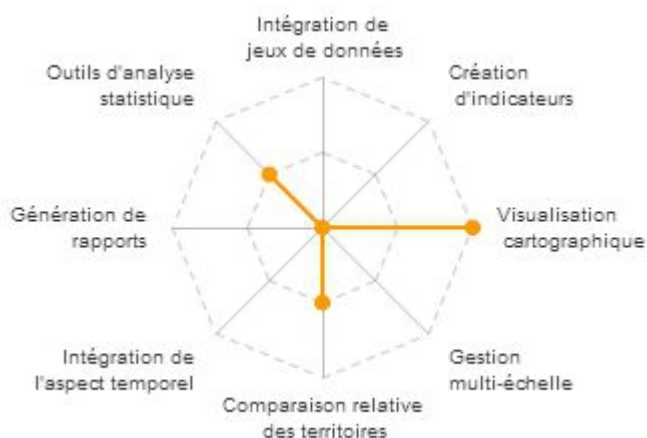 Intégration de
jeux de données
Création
d'indicateurs
Visualisation
cartographique
Gestion
multi-échelle
Comparaison relative
des territoires
Intégration de
l'aspect temporel
Génération de
rapports
Outils d'analyse
statistique